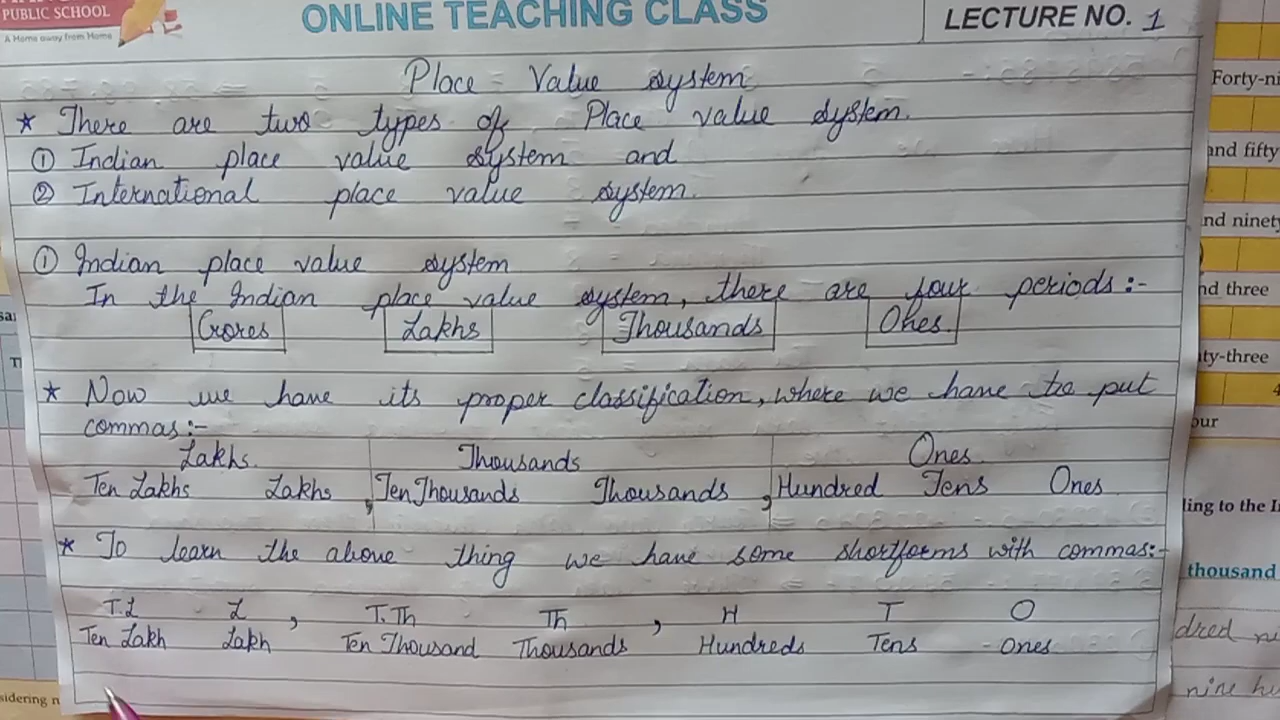 PUBLIC SCHOOL
A Home away from Home
ONLINE TEACHING CLASS
LECTURE NO. 1
Place - Value system
* There are two types of Place value system.
① Indian place value system and
② International place value system.
① Indian place value system
In the Indian place value system, there are four periods:-
Crores Lakhs Thousands Ones
* Now we have its proper classification, where we have to put
commas:-
Lakhs Thousands Ones
Ten Lakhs Lakhs , Ten Thousands Thousands , Hundred Tens Ones
* To learn the above thing we have some shortforms with commas:-
T.L L , T.Th Th , H T O
Ten Lakh Lakh Ten Thousand Thousands Hundreds Tens Ones
Forty-ni
and fifty
nd ninety
nd three
ty-three
4
our
ling to the I
thousand
dred
nine hu
sidering n